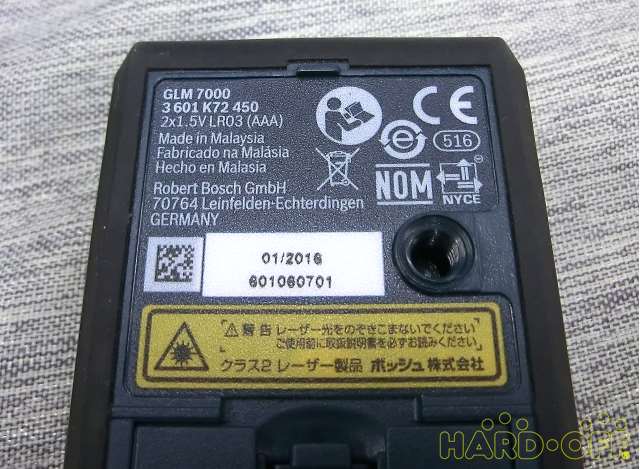 GLM 7000
3 601 K72 450
2x1.5V LR03 (AAA)
Made in Malaysia
Fabricado na Malásia
Hecho en Malasia
Robert Bosch GmbH
70764 Leinfelden-Echterdingen
GERMANY
CE
e
516
NOM
NYCE
01/2016
601060701
警告 レーザー光をのぞきこまないでください
ご使用前に取扱説明書を必ずお読みください
クラス2 レーザー製品 ボッシュ株式会社
HARD-OFF